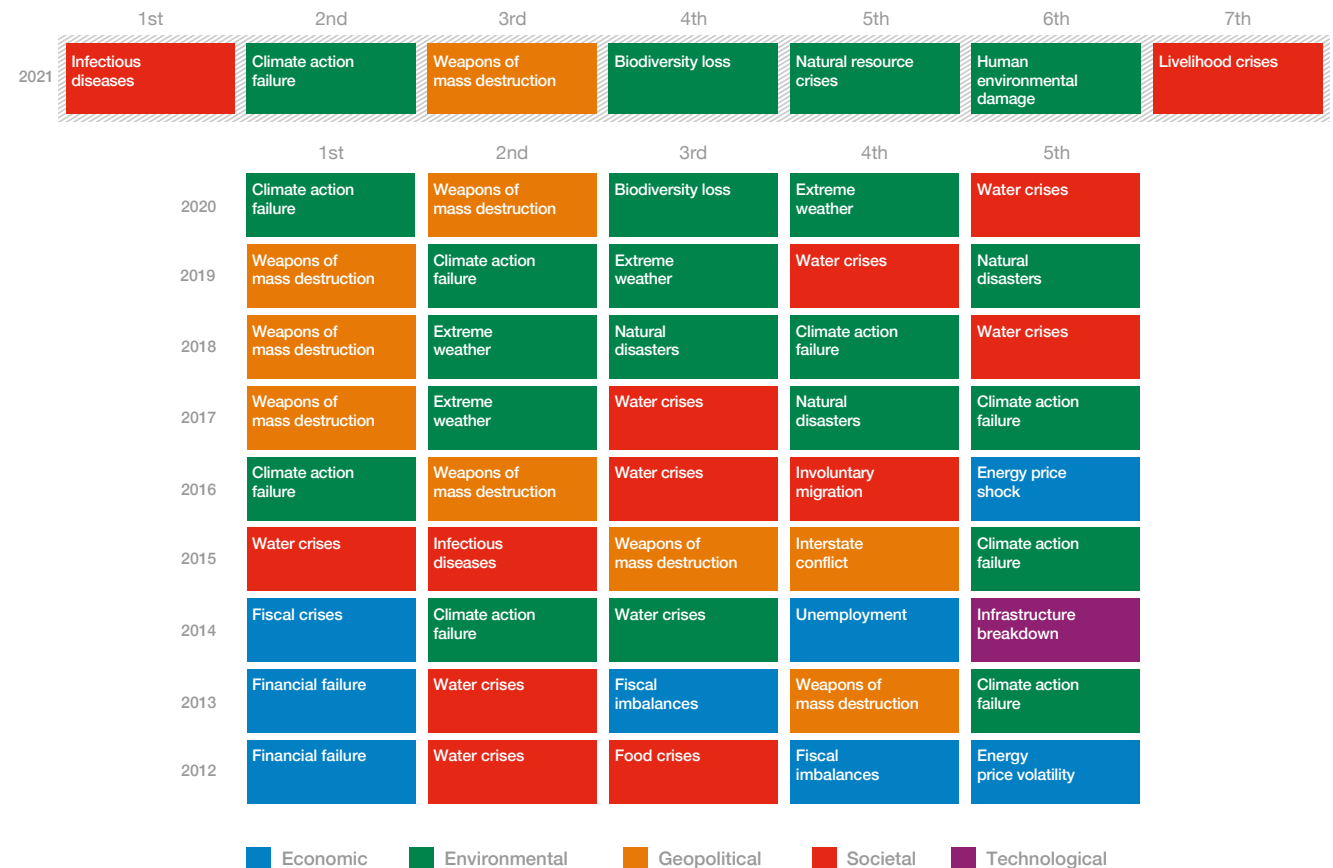 1st 2nd 3rd 4th 5th 6th 7th
2021
Infectious
diseases
Climate action
failure
Weapons of
mass destruction
Biodiversity loss
Natural resource
crises
Human
environmental
damage
Livelihood crises
1st 2nd 3rd 4th 5th
2020
Climate action
failure
Weapons of
mass destruction
Biodiversity loss
Extreme
weather
Water crises
2019
Weapons of
mass destruction
Climate action
failure
Extreme
weather
Water crises
Natural
disasters
2018
Weapons of
mass destruction
Extreme
weather
Natural
disasters
Climate action
failure
Water crises
2017
Weapons of
mass destruction
Extreme
weather
Water crises
Natural
disasters
Climate action
failure
2016
Climate action
failure
Weapons of
mass destruction
Water crises
Involuntary
migration
Energy price
shock
2015
Water crises
Infectious
diseases
Weapons of
mass destruction
Interstate
conflict
Climate action
failure
2014
Fiscal crises
Climate action
failure
Water crises
Unemployment
Infrastructure
breakdown
2013
Financial failure
Water crises
Fiscal
imbalances
Weapons of
mass destruction
Climate action
failure
2012
Financial failure
Water crises
Food crises
Fiscal
imbalances
Energy
price volatility
Economic Environmental Geopolitical Societal Technological